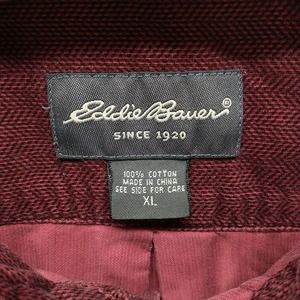 Eddie Bauer®
SINCE 1920
100% COTTON
MADE IN CHINA
SEE SIDE FOR CARE
XL